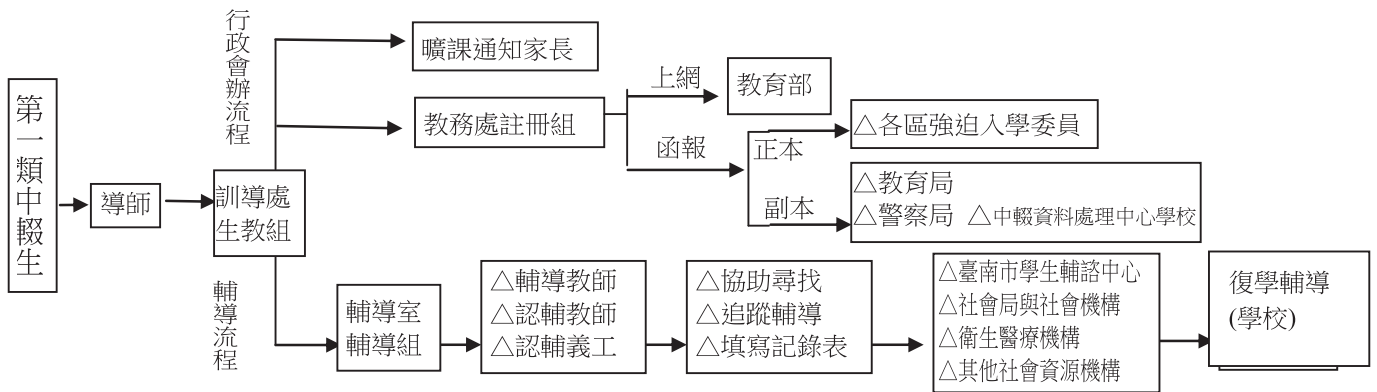 第一類中輟生
導師
訓導處
生教組
行政會辦流程
曠課通知家長
教務處註冊組
上網
教育部
函報
正本
△各區強迫入學委員
副本
△教育局
△警察局 △中輟資料處理中心學校
輔導流程
輔導室
輔導組
△輔導教師
△認輔教師
△認輔義工
△協助尋找
△追蹤輔導
△填寫記錄表
△臺南市學生輔諮中心
△社會局與社會機構
△衛生醫療機構
△其他社會資源機構
復學輔導
(學校)